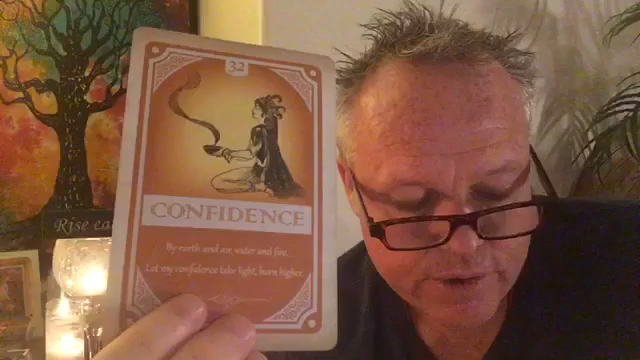 32
CONFIDENCE
By earth and air, water and fire,
Let my confidence take light, burn higher.
Rise